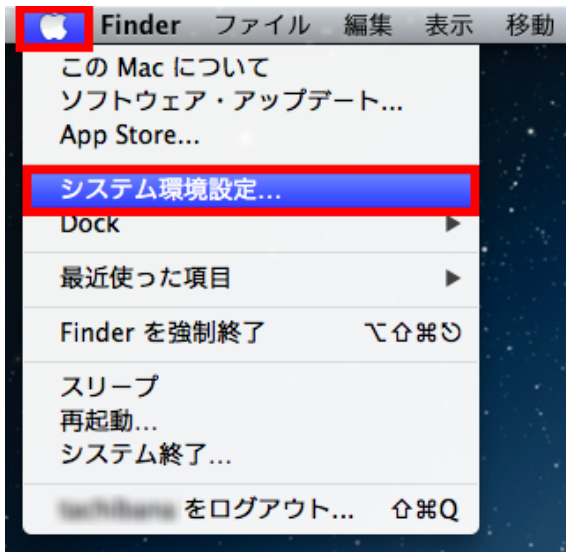 Finder ファイル 編集 表示 移動
この Mac について
ソフトウェア・アップデート...
App Store...
システム環境設定...
Dock ▶
最近使った項目 ▶
Finder を強制終了 ⌥⇧⌘⎋
スリープ
再起動...
システム終了...
をログアウト... ⇧⌘Q